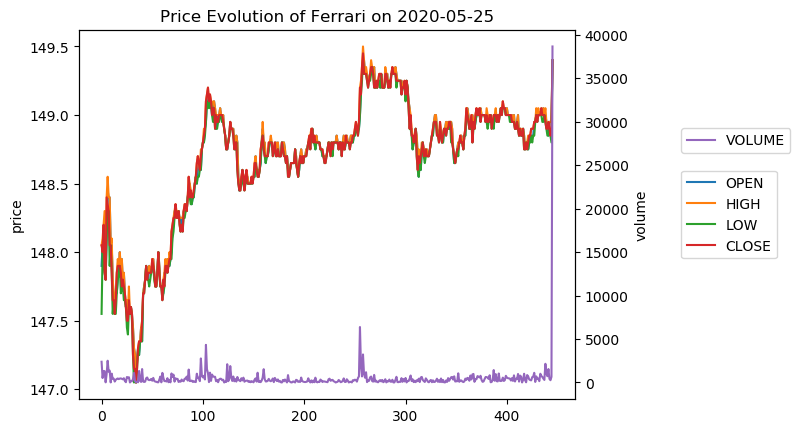 Price Evolution of Ferrari on 2020-05-25
149.5
149.0
148.5
148.0
147.5
147.0
price
0
100
200
300
400
40000
35000
30000
25000
20000
15000
10000
5000
0
volume
VOLUME
OPEN
HIGH
LOW
CLOSE